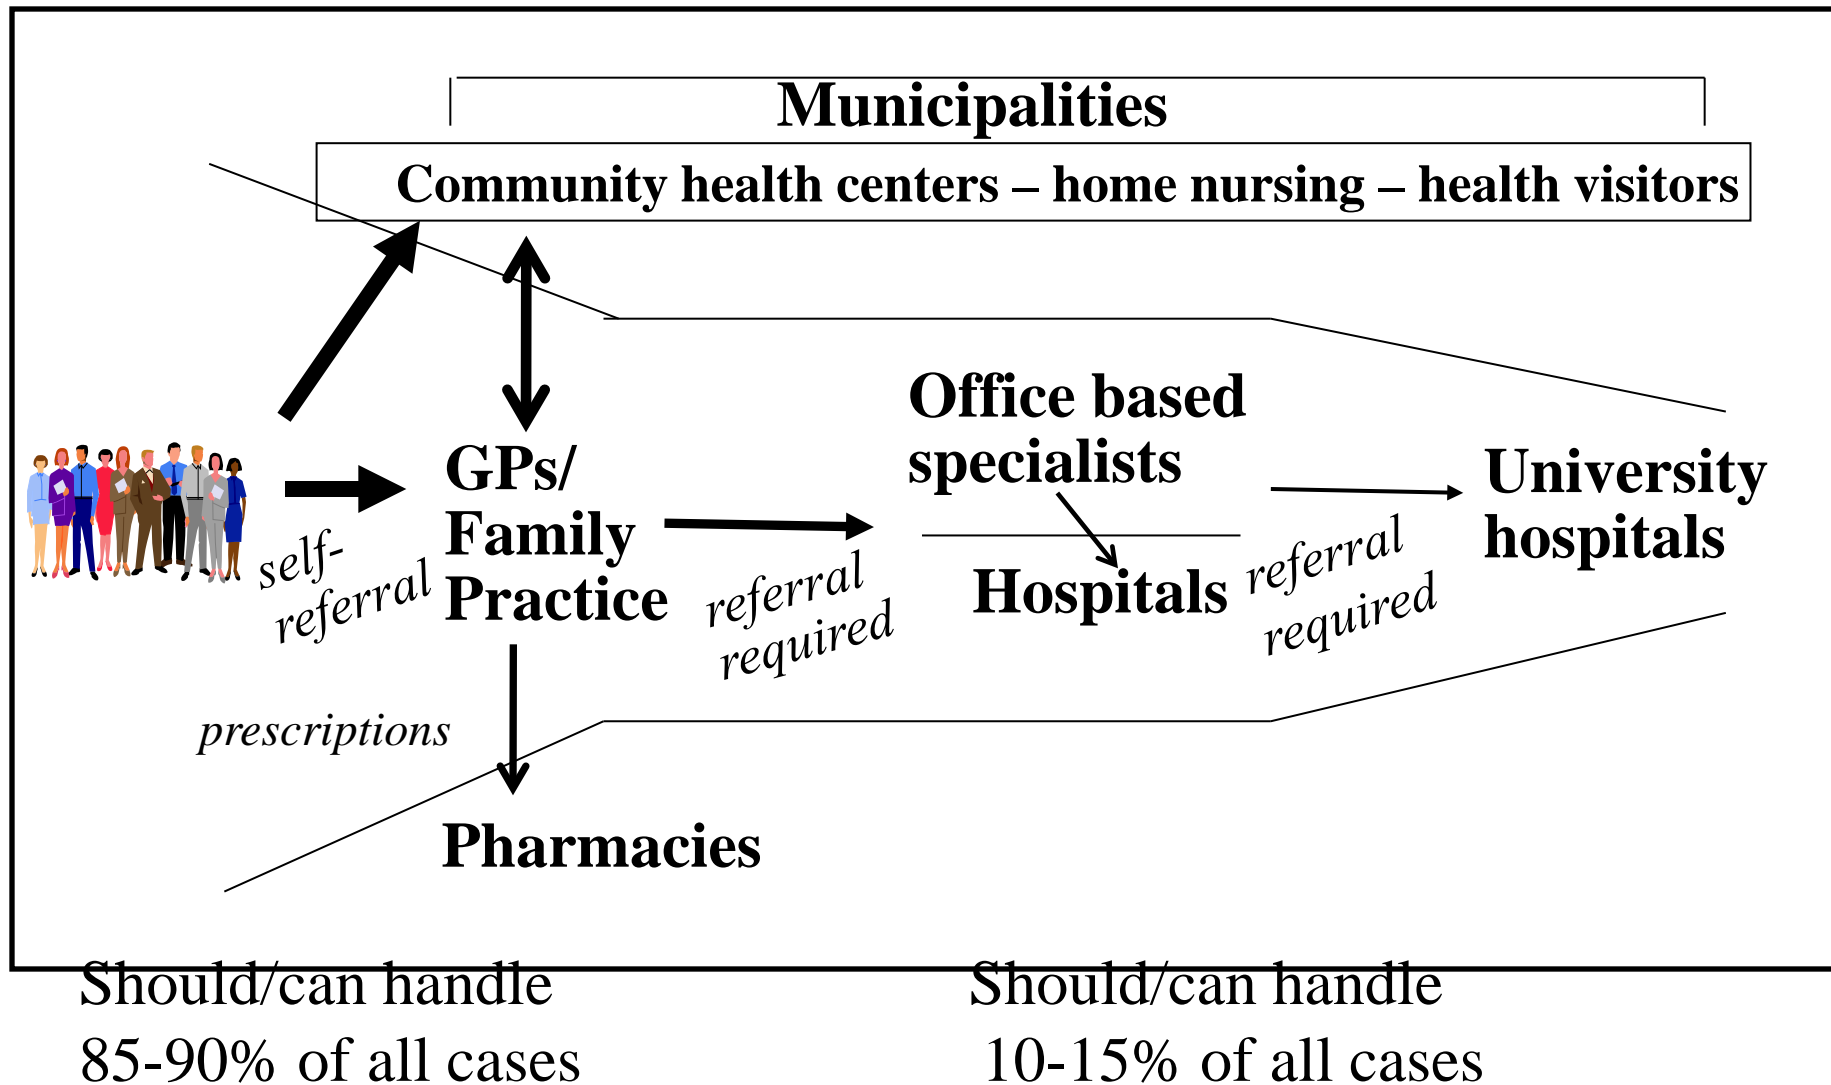 Municipalities
Community health centers – home nursing – health visitors
Office based
specialists
GPs/
Family
Practice
University
hospitals
self-
referral
referral
required
Hospitals
referral
required
prescriptions
Pharmacies
Should/can handle
85-90% of all cases
Should/can handle
10-15% of all cases